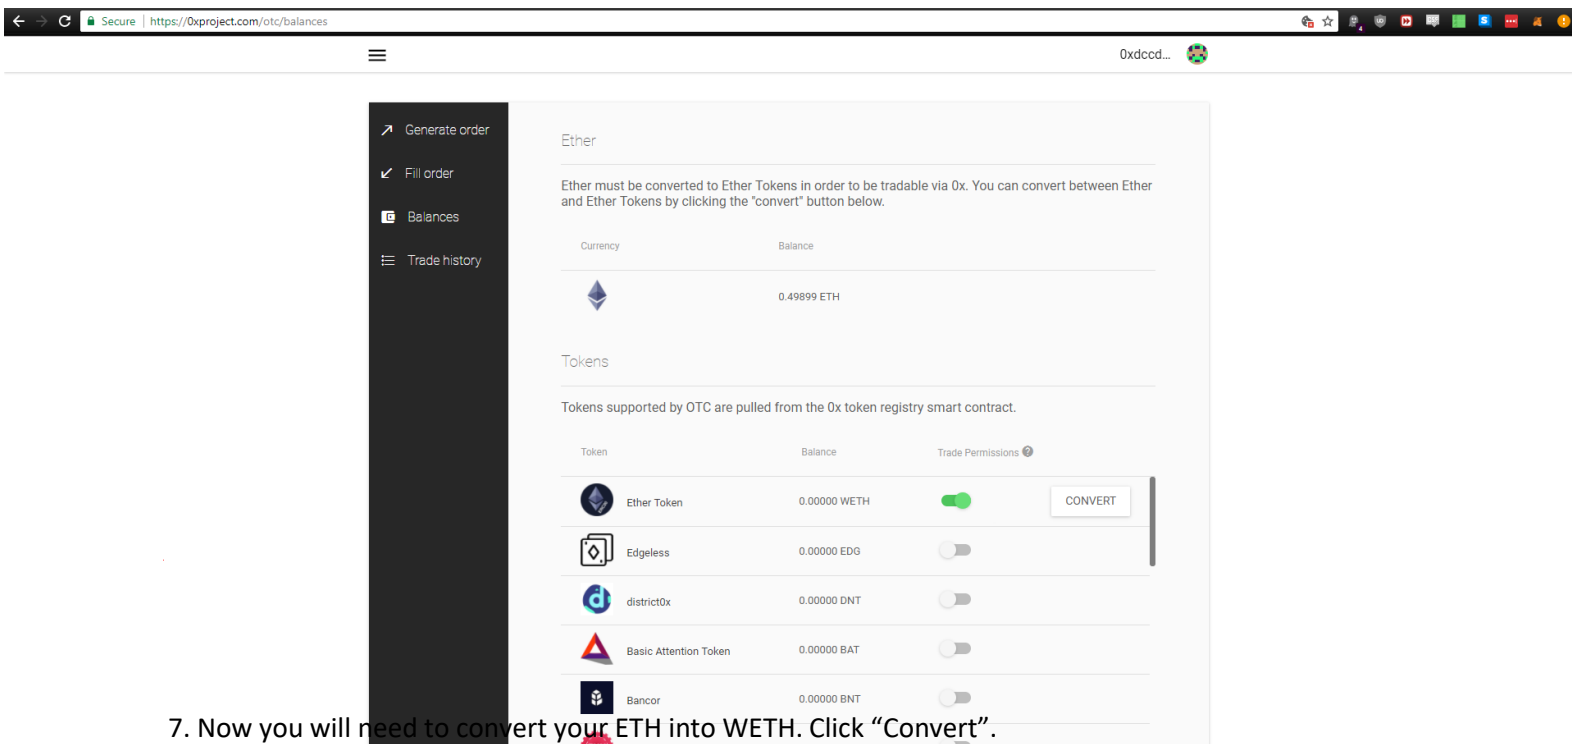 Secure | https://0xproject.com/otc/balances
0xdccd...
Generate order
Fill order
Balances
Trade history
Ether
Ether must be converted to Ether Tokens in order to be tradable via 0x. You can convert between Ether
and Ether Tokens by clicking the "convert" button below.
Currency Balance
0.49899 ETH
Tokens
Tokens supported by OTC are pulled from the 0x token registry smart contract.
Token Balance Trade Permissions ?
Ether Token 0.00000 WETH CONVERT
Edgeless 0.00000 EDG
district0x 0.00000 DNT
Basic Attention Token 0.00000 BAT
Bancor 0.00000 BNT
7. Now you will need to convert your ETH into WETH. Click “Convert”.